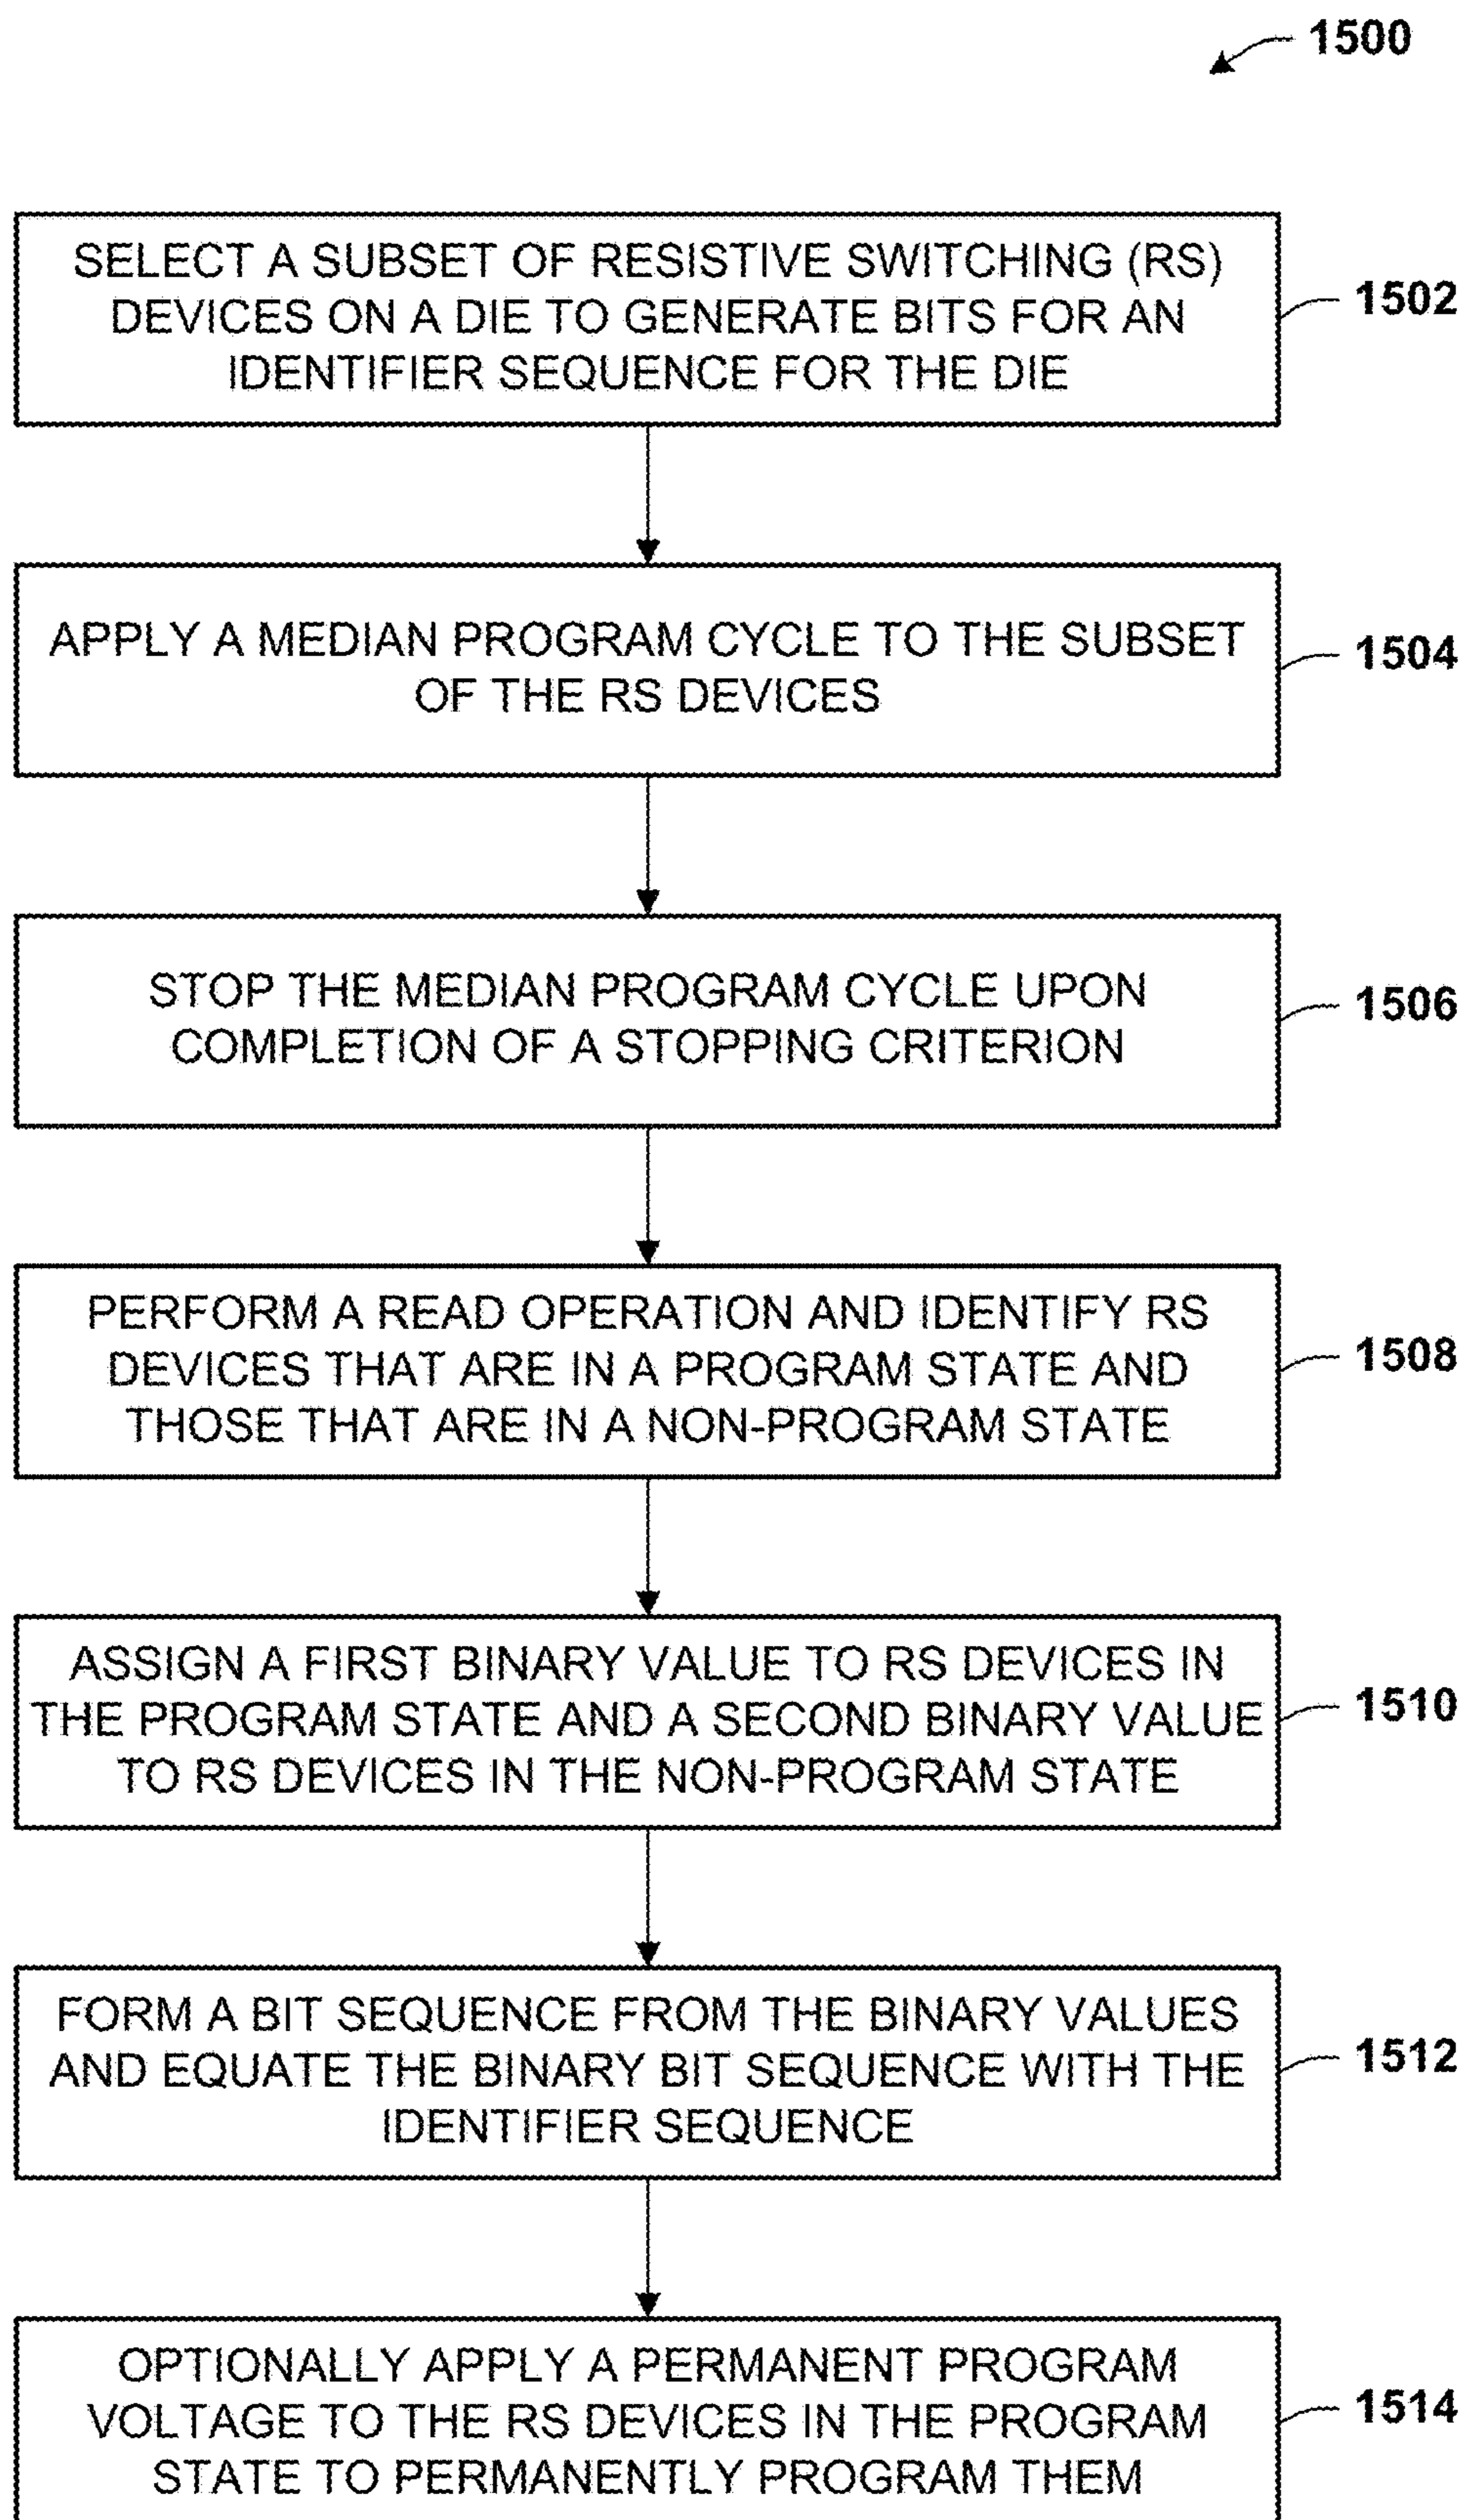 1500
SELECT A SUBSET OF RESISTIVE SWITCHING (RS)
DEVICES ON A DIE TO GENERATE BITS FOR AN
IDENTIFIER SEQUENCE FOR THE DIE
1502
APPLY A MEDIAN PROGRAM CYCLE TO THE SUBSET
OF THE RS DEVICES
1504
STOP THE MEDIAN PROGRAM CYCLE UPON
COMPLETION OF A STOPPING CRITERION
1506
PERFORM A READ OPERATION AND IDENTIFY RS
DEVICES THAT ARE IN A PROGRAM STATE AND
THOSE THAT ARE IN A NON-PROGRAM STATE
1508
ASSIGN A FIRST BINARY VALUE TO RS DEVICES IN
THE PROGRAM STATE AND A SECOND BINARY VALUE
TO RS DEVICES IN THE NON-PROGRAM STATE
1510
FORM A BIT SEQUENCE FROM THE BINARY VALUES
AND EQUATE THE BINARY BIT SEQUENCE WITH THE
IDENTIFIER SEQUENCE
1512
OPTIONALLY APPLY A PERMANENT PROGRAM
VOLTAGE TO THE RS DEVICES IN THE PROGRAM
STATE TO PERMANENTLY PROGRAM THEM
1514